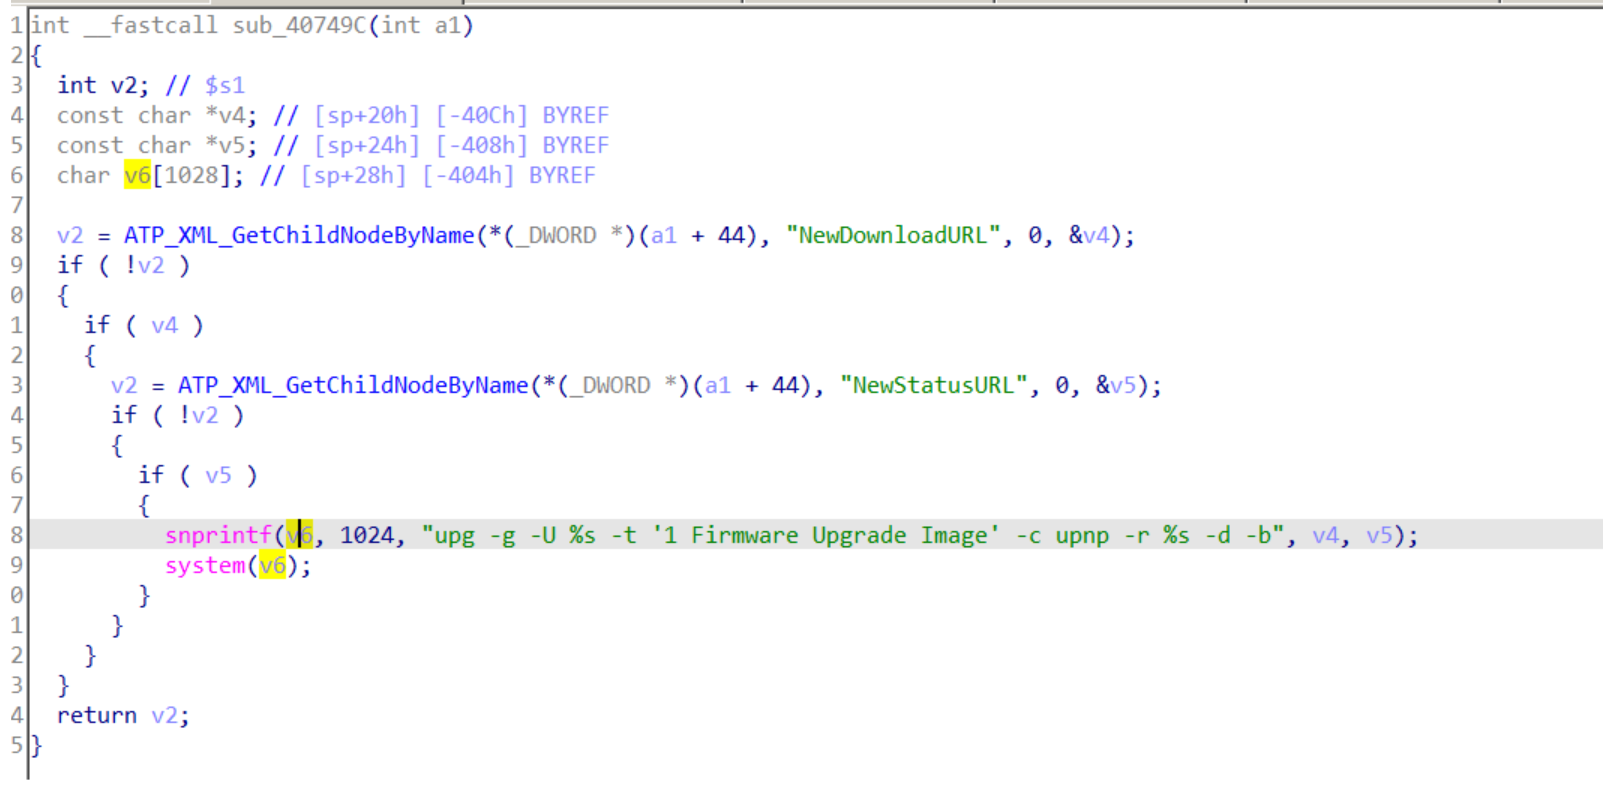 1 int __fastcall sub_40749C(int a1)
2 {
3   int v2; // $s1
4   const char *v4; // [sp+20h] [-40Ch] BYREF
5   const char *v5; // [sp+24h] [-408h] BYREF
6   char v6[1028]; // [sp+28h] [-404h] BYREF
7
8   v2 = ATP_XML_GetChildNodeByName(*(_DWORD *)(a1 + 44), "NewDownloadURL", 0, &v4);
9   if ( !v2 )
0   {
1     if ( v4 )
2     {
3       v2 = ATP_XML_GetChildNodeByName(*(_DWORD *)(a1 + 44), "NewStatusURL", 0, &v5);
4       if ( !v2 )
5       {
6         if ( v5 )
7         {
8           snprintf(v6, 1024, "upg -g -U %s -t '1 Firmware Upgrade Image' -c upnp -r %s -d -b", v4, v5);
9           system(v6);
0         }
1       }
2     }
3   }
4   return v2;
5 }